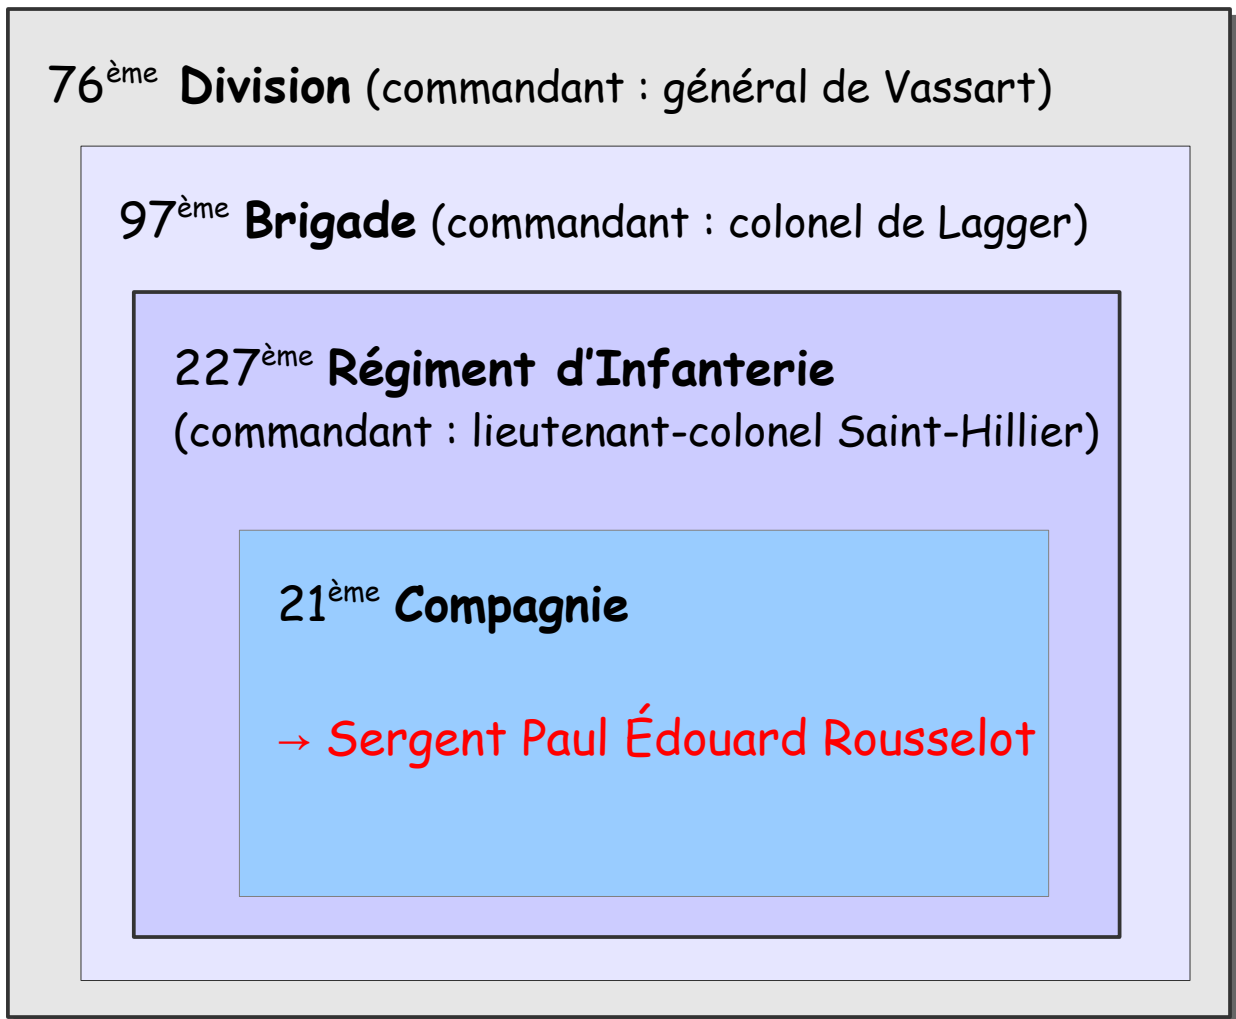 76ème Division (commandant : général de Vassart)
97ème Brigade (commandant : colonel de Lagger)
227ème Régiment d'Infanterie
(commandant : lieutenant-colonel Saint-Hillier)
21ème Compagnie
→ Sergent Paul Édouard Rousselot